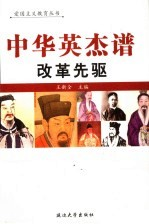 爱国主义教育丛书
中华英杰谱
改革先驱
王新全 主编
延边大学出版社